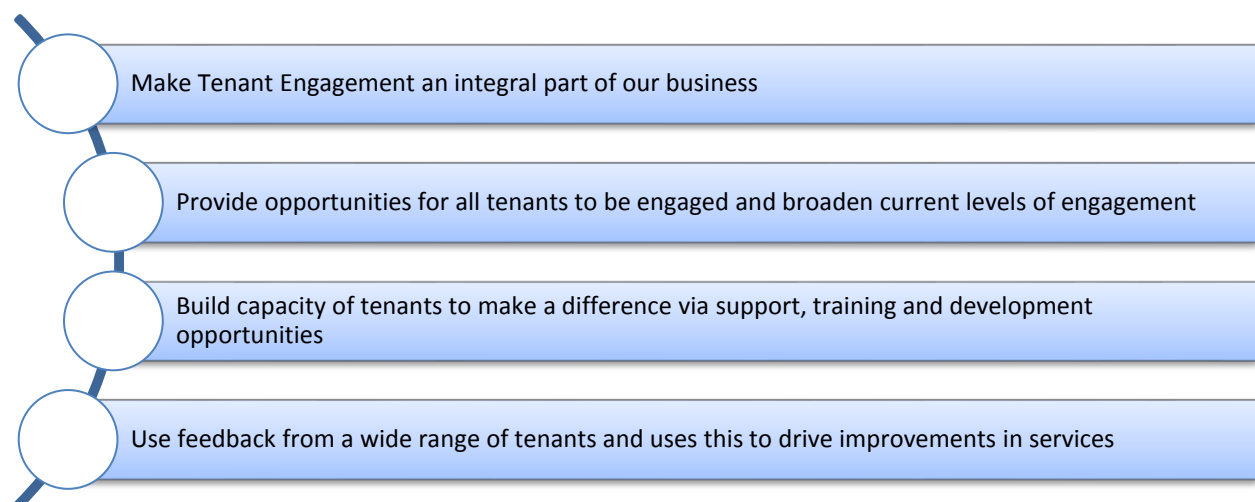 Make Tenant Engagement an integral part of our business
Provide opportunities for all tenants to be engaged and broaden current levels of engagement
Build capacity of tenants to make a difference via support, training and development
opportunities
Use feedback from a wide range of tenants and uses this to drive improvements in services